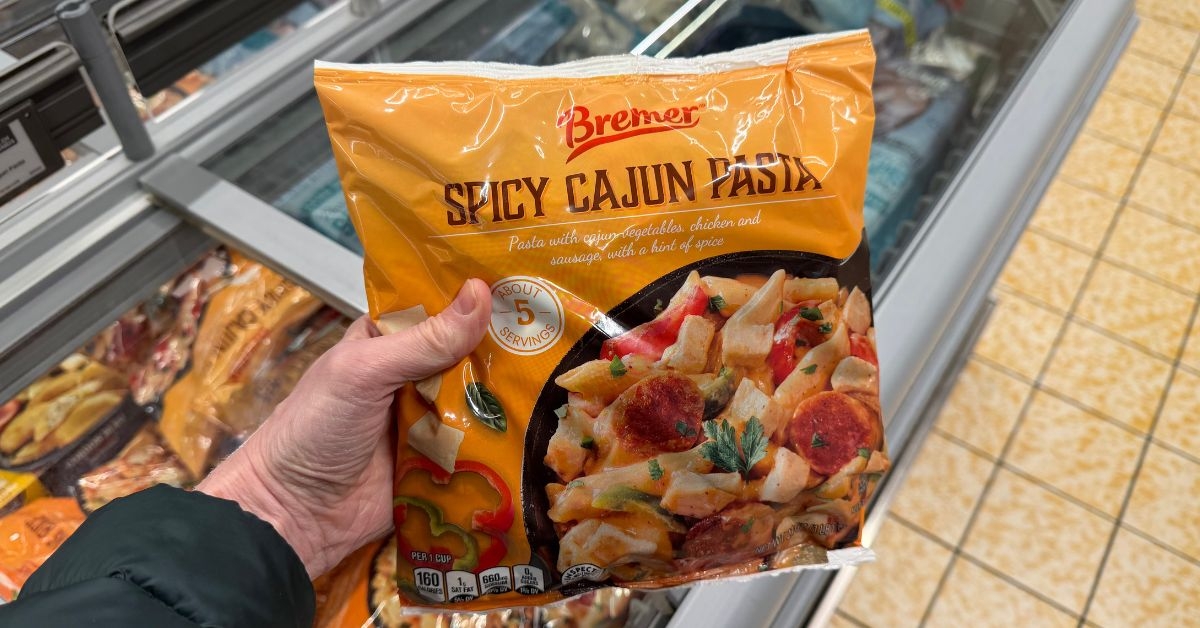 Bremer
SPICY CAJUN PASTA
Pasta with cajun vegetables, chicken and
sausage, with a hint of spice
ABOUT
5
SERVINGS
PER 1 CUP
160
CALORIES
1g
SAT FAT
660mg
SODIUM
0g
ADDED
SUGARS